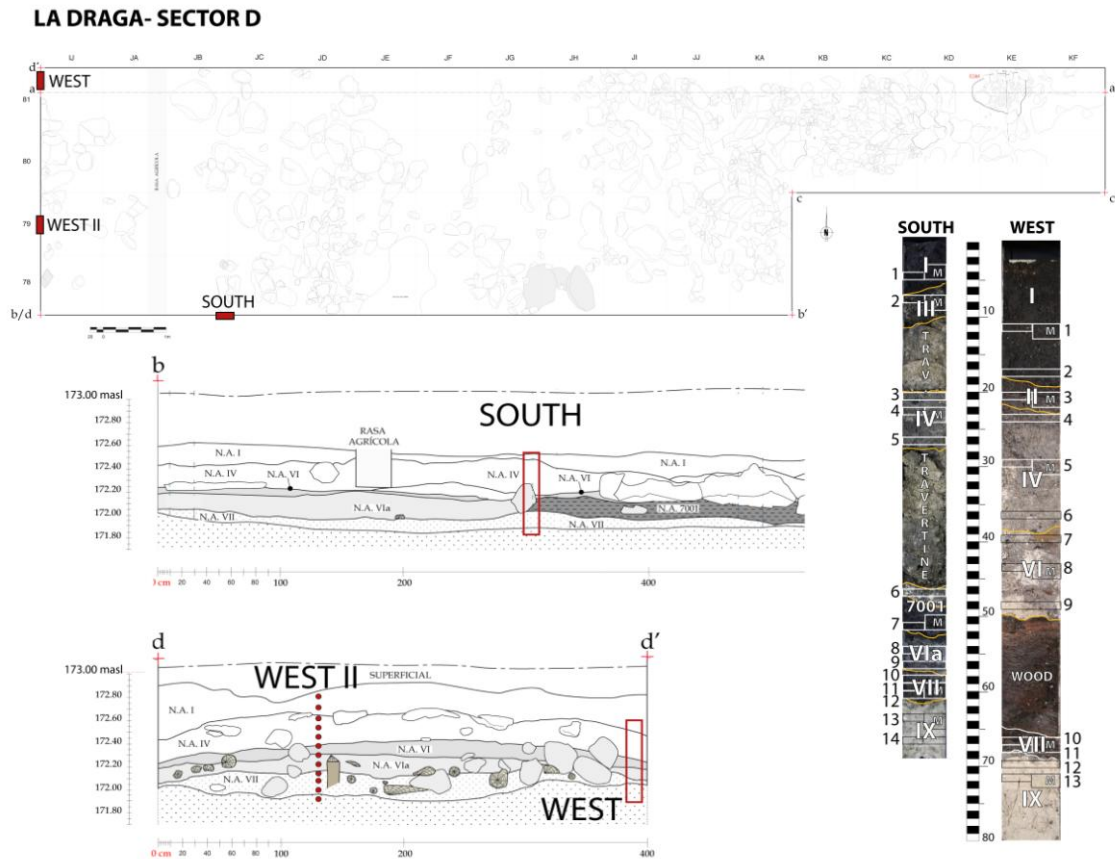 LA DRAGA- SECTOR D
IJ JA JB JC JD JE JF JG JH JI JJ KA KB KC KD KE KF
d'
WEST
a
a'
81
80
RASA AGRÍCOLA
79
WEST II
c
78
SOUTH
b/d
b'
N
b
173.00 masl
SOUTH
172.80
172.60
RASA
AGRÍCOLA
N.A. I
N.A. IV
N.A. I
172.40
N.A. IV
N.A. VI
N.A. VI
172.20
N.A. VIa
N.A. 7001
172.00
N.A. VII
N.A. VII
171.80
0 cm 20 40 60 80 100 200 400
d
d'
173.00 masl
WEST II
SUPERFICIAL
172.80
N.A. I
172.60
N.A. IV
172.40
N.A. VI
172.20
N.A. VIa
N.A. VII
172.00
WEST
171.80
0 cm 20 40 60 80 100 200 400
SOUTH
I
1 M
2 M
III
TRAV
3
4 M
IV
5
TRAVERTINE
6
7001
7 M
8
VIa
9
10
11 VII
12
13 M
IX
14
10
20
30
40
50
60
70
80
WEST
I
M 1
2
II M 3
4
M 5
IV
6
7
VI M 8
9
WOOD
10
VII M
11
12
M 13
IX